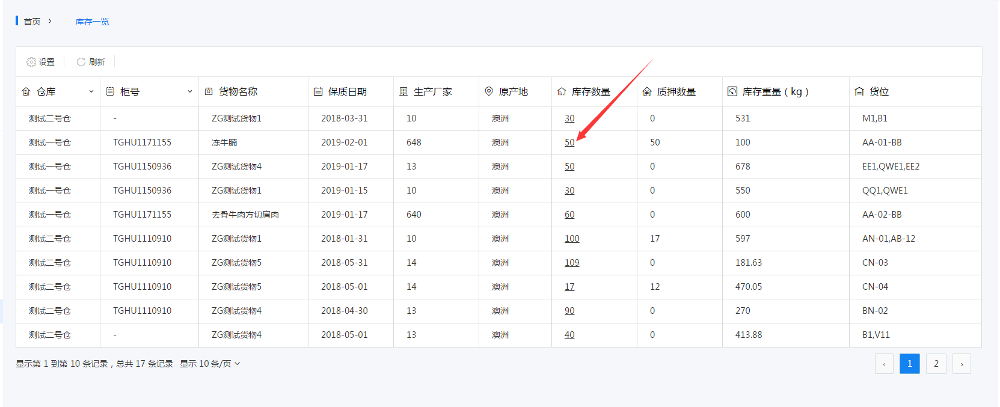 首页 > 库存一览
设置 刷新
仓库 柜号 货物名称 保质日期 生产厂家 原产地 库存数量 质押数量 库存重量(kg) 货位
测试二号仓 - ZG测试货物1 2018-03-31 10 澳洲 30 0 531 M1,B1
测试一号仓 TGHU1171155 冻牛腩 2019-02-01 648 澳洲 50 50 100 AA-01-BB
测试一号仓 TGHU1150936 ZG测试货物4 2019-01-17 13 澳洲 50 0 678 EE1,QWE1,EE2
测试一号仓 TGHU1150936 ZG测试货物1 2019-01-15 10 澳洲 30 0 550 QQ1,QWE1
测试一号仓 TGHU1171155 去骨牛肉方切肩肉 2019-01-17 640 澳洲 60 0 600 AA-02-BB
测试二号仓 TGHU1110910 ZG测试货物1 2018-01-31 10 澳洲 100 17 597 AN-01,AB-12
测试二号仓 TGHU1110910 ZG测试货物5 2018-05-31 14 澳洲 109 0 181.63 CN-03
测试二号仓 TGHU1110910 ZG测试货物5 2018-05-01 14 澳洲 17 12 470.05 CN-04
测试二号仓 TGHU1110910 ZG测试货物4 2018-04-30 13 澳洲 90 0 270 BN-02
测试二号仓 - ZG测试货物4 2018-05-01 13 澳洲 40 0 413.88 B1,V11
显示第 1 到第 10 条记录，总共 17 条记录 显示 10 条/页 ‹ 1 2 ›